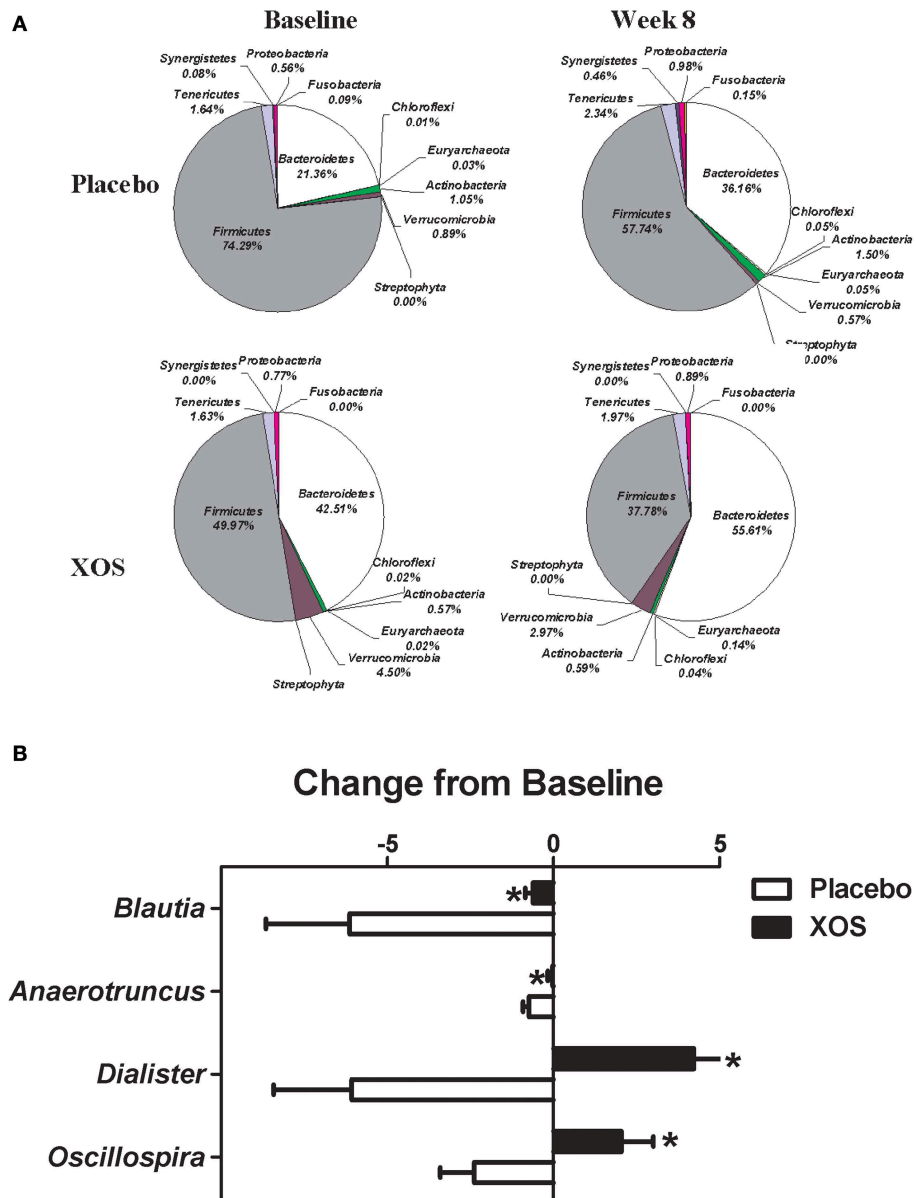 A
Baseline
Week 8
Placebo
Synergistetes
0.08%
Proteobacteria
0.56%
Fusobacteria
0.09%
Tenericutes
1.64%
Chloroflexi
0.01%
Euryarchaeota
0.03%
Actinobacteria
1.05%
Verrucomicrobia
0.89%
Streptophyta
0.00%
Bacteroidetes
21.36%
Firmicutes
74.29%
Synergistetes
0.46%
Proteobacteria
0.98%
Fusobacteria
0.15%
Tenericutes
2.34%
Bacteroidetes
36.16%
Firmicutes
57.74%
Chloroflexi
0.05%
Actinobacteria
1.50%
Euryarchaeota
0.05%
Verrucomicrobia
0.57%
Streptophyta
0.00%
XOS
Synergistetes
0.00%
Proteobacteria
0.77%
Fusobacteria
0.00%
Tenericutes
1.63%
Bacteroidetes
42.51%
Firmicutes
49.97%
Chloroflexi
0.02%
Actinobacteria
0.57%
Euryarchaeota
0.02%
Verrucomicrobia
4.50%
Streptophyta
Synergistetes
0.00%
Proteobacteria
0.89%
Fusobacteria
0.00%
Tenericutes
1.97%
Firmicutes
37.78%
Bacteroidetes
55.61%
Streptophyta
0.00%
Verrucomicrobia
2.97%
Actinobacteria
0.59%
Euryarchaeota
0.14%
Chloroflexi
0.04%
B
Change from Baseline
-5 0 5
Blautia *
Anaerotruncus *
Dialister *
Oscillospira *
Placebo
XOS